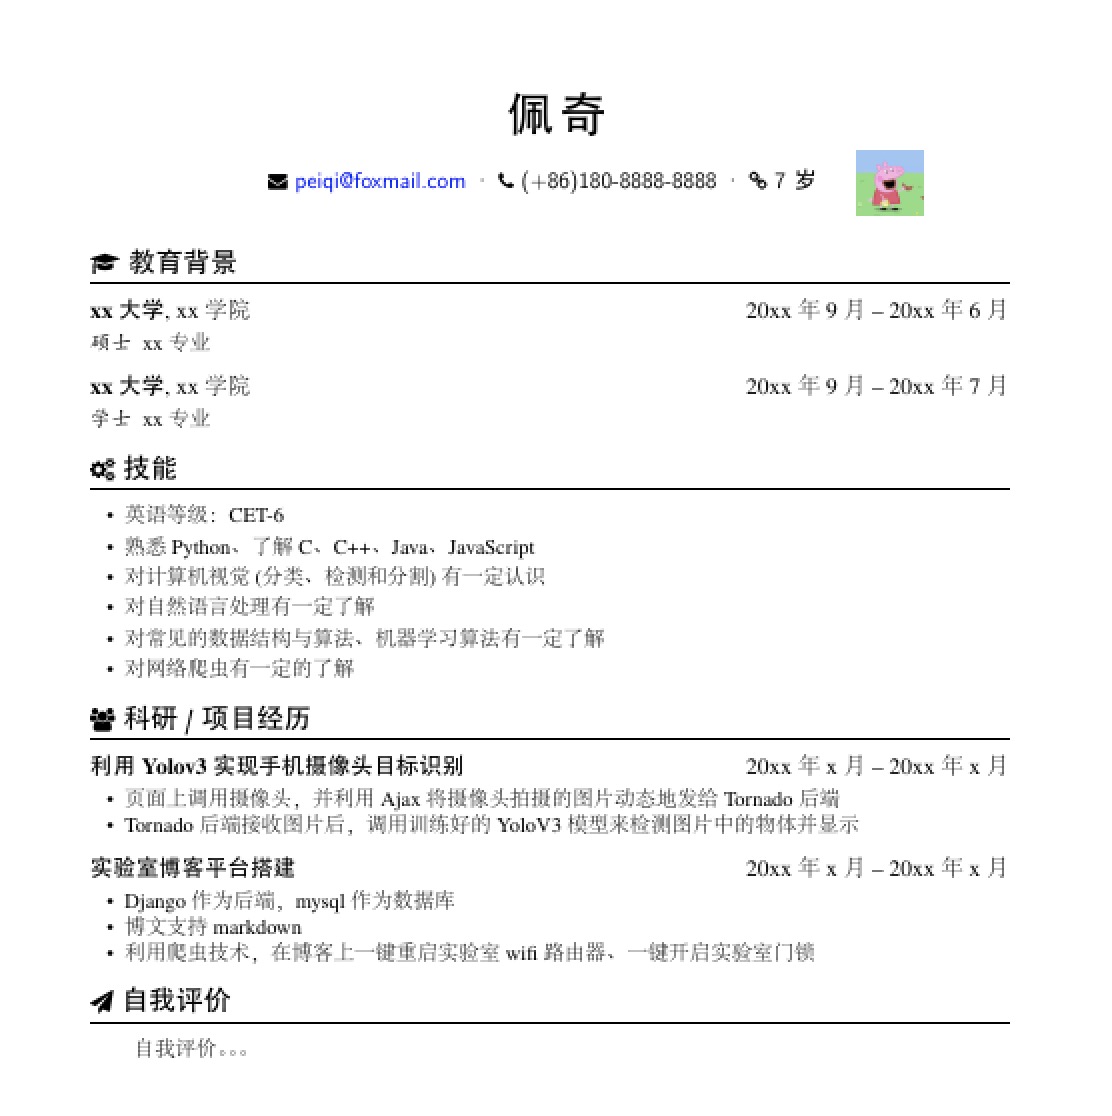 佩奇
peiqi@foxmail.com · (+86)180-8888-8888 · 7 岁
教育背景
xx 大学, xx 学院 20xx 年 9 月 – 20xx 年 6 月
硕士 xx 专业
xx 大学, xx 学院 20xx 年 9 月 – 20xx 年 7 月
学士 xx 专业
技能
• 英语等级：CET-6
• 熟悉 Python、了解 C、C++、Java、JavaScript
• 对计算机视觉 (分类、检测和分割) 有一定认识
• 对自然语言处理有一定了解
• 对常见的数据结构与算法、机器学习算法有一定了解
• 对网络爬虫有一定的了解
科研 / 项目经历
利用 Yolov3 实现手机摄像头目标识别 20xx 年 x 月 – 20xx 年 x 月
• 页面上调用摄像头，并利用 Ajax 将摄像头拍摄的图片动态地发给 Tornado 后端
• Tornado 后端接收图片后，调用训练好的 YoloV3 模型来检测图片中的物体并显示
实验室博客平台搭建 20xx 年 x 月 – 20xx 年 x 月
• Django 作为后端，mysql 作为数据库
• 博文支持 markdown
• 利用爬虫技术，在博客上一键重启实验室 wifi 路由器、一键开启实验室门锁
自我评价
自我评价。。。